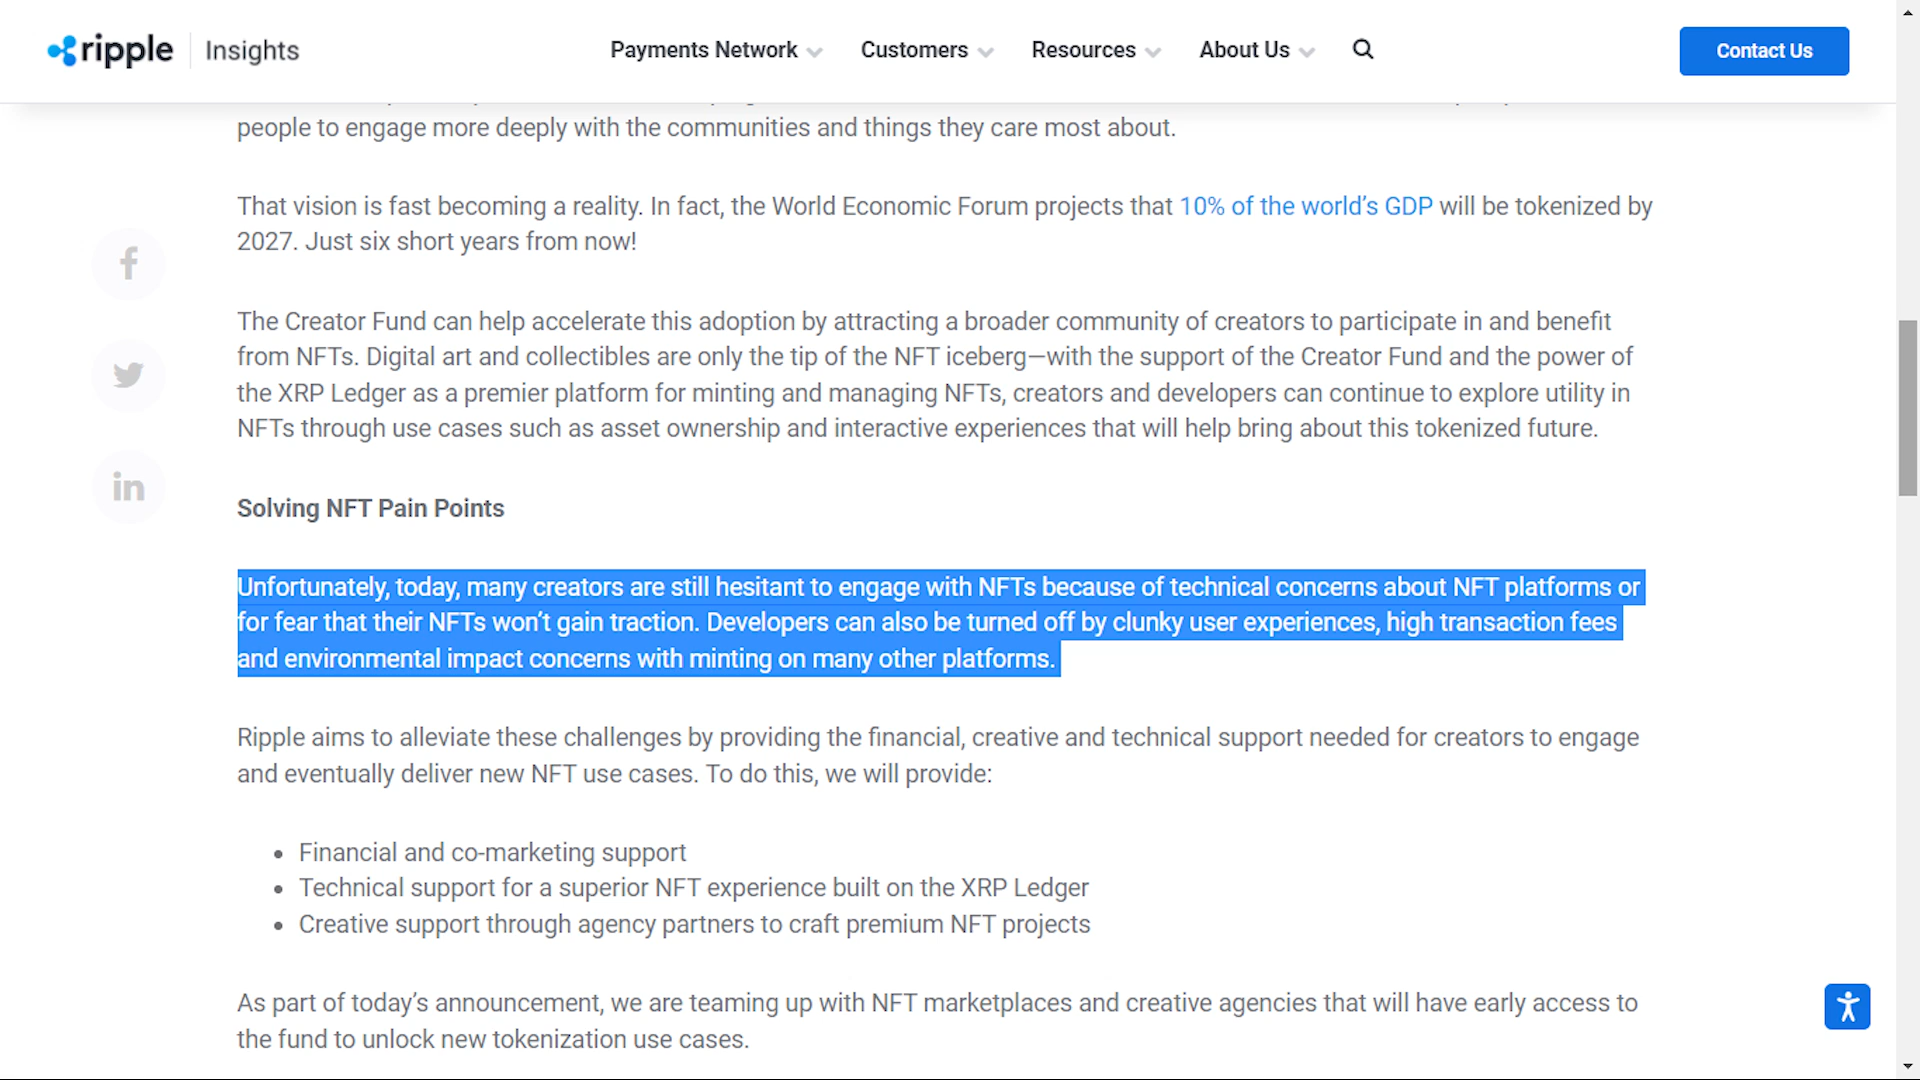 ripple Insights Payments Network Customers Resources About Us Contact Us
people to engage more deeply with the communities and things they care most about.
That vision is fast becoming a reality. In fact, the World Economic Forum projects that 10% of the world’s GDP will be tokenized by
2027. Just six short years from now!
The Creator Fund can help accelerate this adoption by attracting a broader community of creators to participate in and benefit
from NFTs. Digital art and collectibles are only the tip of the NFT iceberg—with the support of the Creator Fund and the power of
the XRP Ledger as a premier platform for minting and managing NFTs, creators and developers can continue to explore utility in
NFTs through use cases such as asset ownership and interactive experiences that will help bring about this tokenized future.
Solving NFT Pain Points
Unfortunately, today, many creators are still hesitant to engage with NFTs because of technical concerns about NFT platforms or
for fear that their NFTs won’t gain traction. Developers can also be turned off by clunky user experiences, high transaction fees
and environmental impact concerns with minting on many other platforms.
Ripple aims to alleviate these challenges by providing the financial, creative and technical support needed for creators to engage
and eventually deliver new NFT use cases. To do this, we will provide:
• Financial and co-marketing support
• Technical support for a superior NFT experience built on the XRP Ledger
• Creative support through agency partners to craft premium NFT projects
As part of today’s announcement, we are teaming up with NFT marketplaces and creative agencies that will have early access to
the fund to unlock new tokenization use cases.